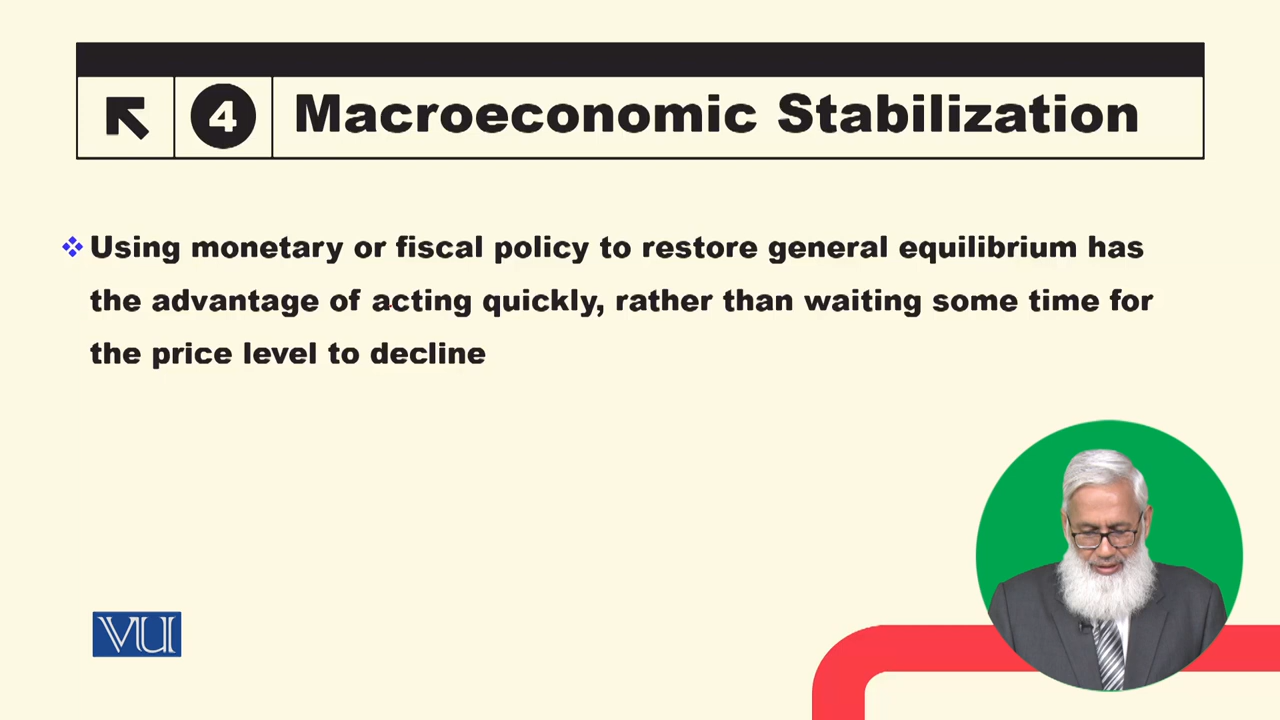 4 Macroeconomic Stabilization
Using monetary or fiscal policy to restore general equilibrium has
the advantage of acting quickly, rather than waiting some time for
the price level to decline
VU